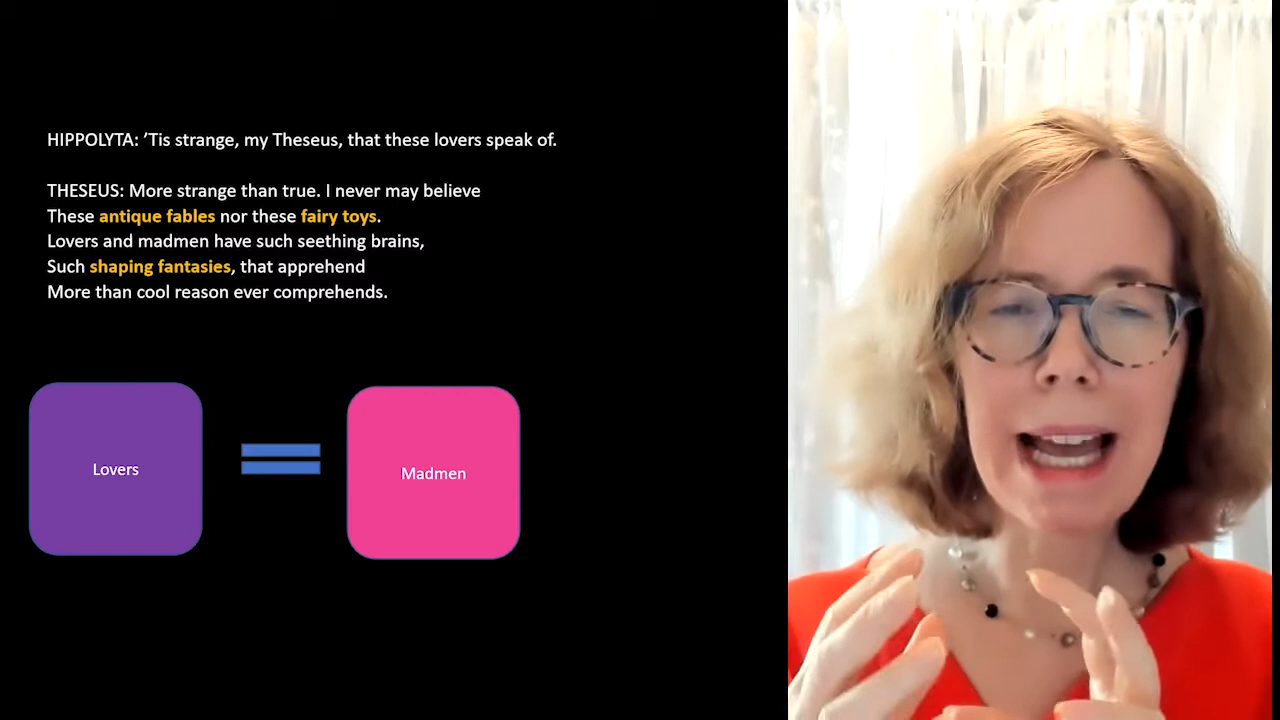 HIPPOLYTA: ’Tis strange, my Theseus, that these lovers speak of.
THESEUS: More strange than true. I never may believe
These antique fables nor these fairy toys.
Lovers and madmen have such seething brains,
Such shaping fantasies, that apprehend
More than cool reason ever comprehends.
Lovers
Madmen